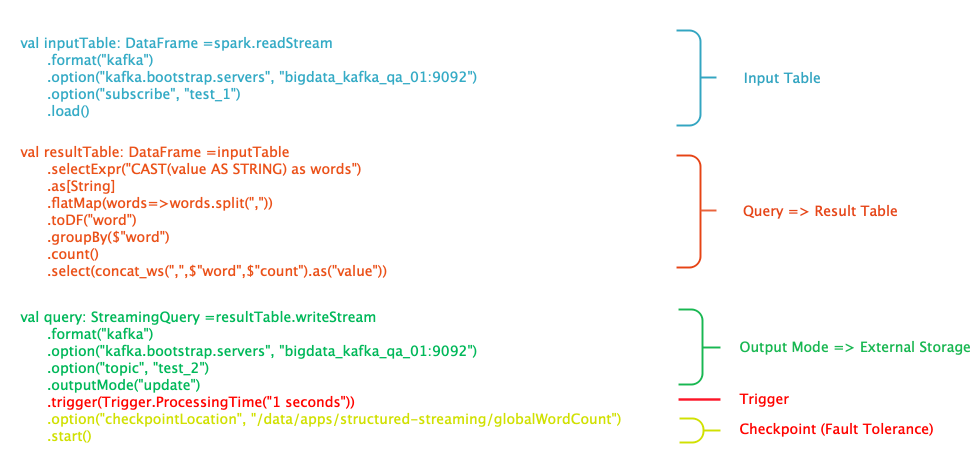 val inputTable: DataFrame =spark.readStream
.format("kafka")
.option("kafka.bootstrap.servers", "bigdata_kafka_qa_01:9092")
.option("subscribe", "test_1")
.load()
Input Table
val resultTable: DataFrame =inputTable
.selectExpr("CAST(value AS STRING) as words")
.as[String]
.flatMap(words=>words.split(","))
.toDF("word")
.groupBy($"word")
.count()
.select(concat_ws(",",$"word",$"count").as("value"))
Query => Result Table
val query: StreamingQuery =resultTable.writeStream
.format("kafka")
.option("kafka.bootstrap.servers", "bigdata_kafka_qa_01:9092")
.option("topic", "test_2")
.outputMode("update")
Output Mode => External Storage
.trigger(Trigger.ProcessingTime("1 seconds"))
Trigger
.option("checkpointLocation", "/data/apps/structured-streaming/globalWordCount")
.start()
Checkpoint (Fault Tolerance)